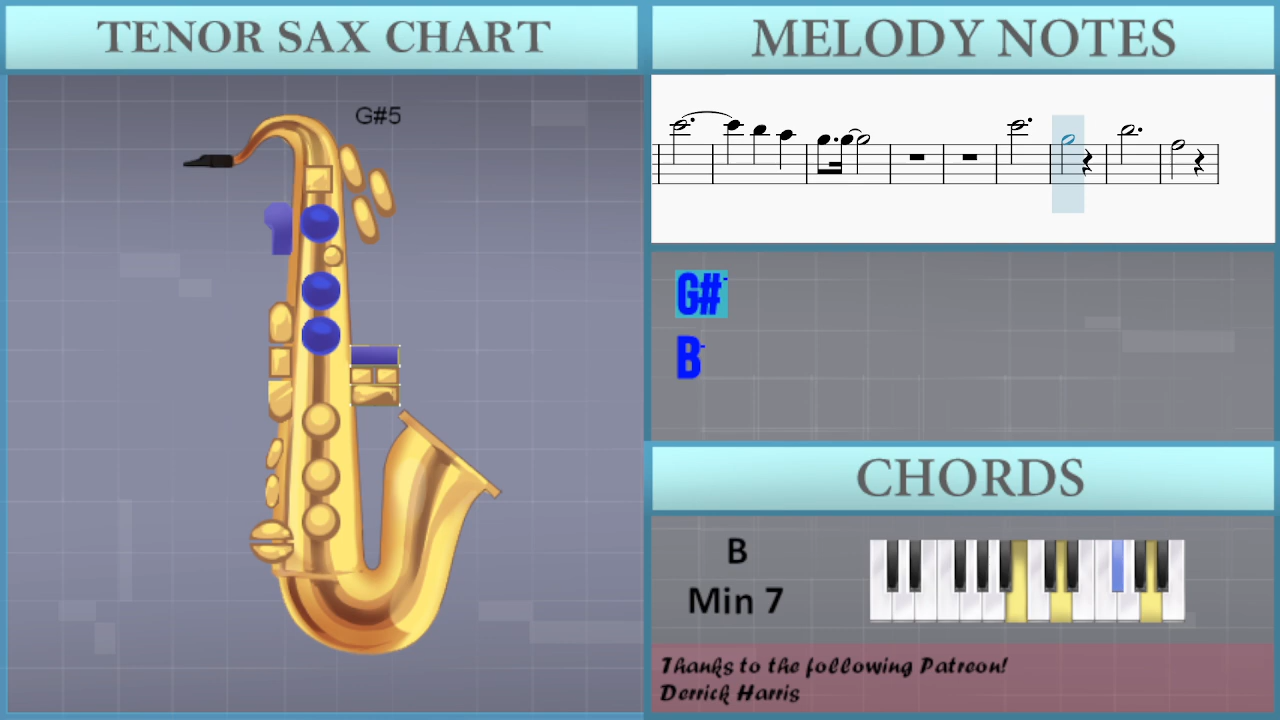 TENOR SAX CHART
G#5
MELODY NOTES
G#-
B-
CHORDS
B
Min 7
Thanks to the following Patreon!
Derrick Harris